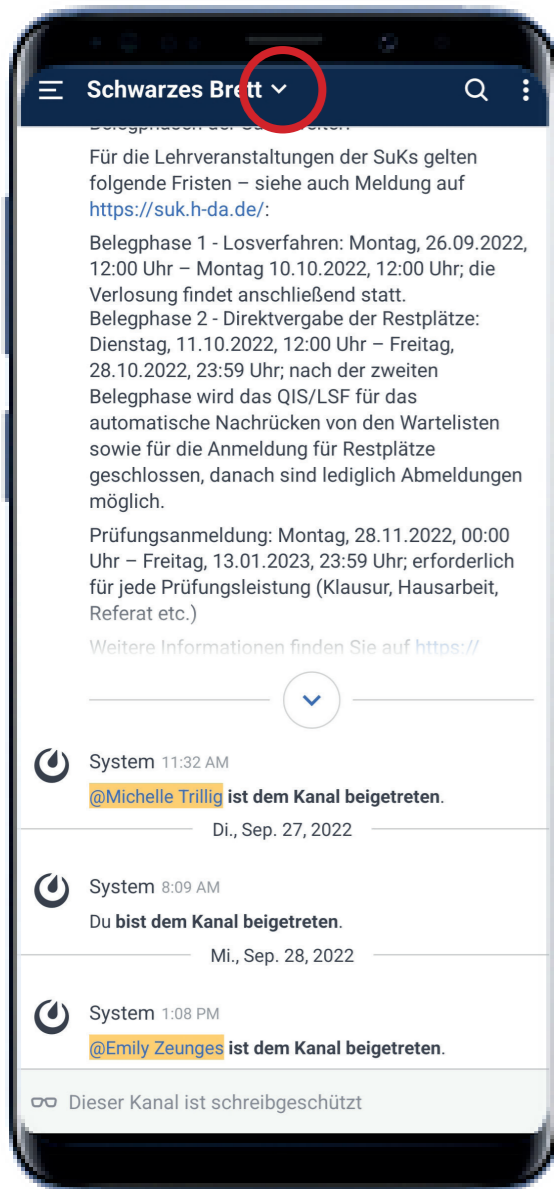 Schwarzes Brett
Für die Lehrveranstaltungen der SuKs gelten
folgende Fristen – siehe auch Meldung auf
https://suk.h-da.de/:
Belegphase 1 - Losverfahren: Montag, 26.09.2022,
12:00 Uhr – Montag 10.10.2022, 12:00 Uhr; die
Verlosung findet anschließend statt.
Belegphase 2 - Direktvergabe der Restplätze:
Dienstag, 11.10.2022, 12:00 Uhr – Freitag,
28.10.2022, 23:59 Uhr; nach der zweiten
Belegphase wird das QIS/LSF für das
automatische Nachrücken von den Wartelisten
sowie für die Anmeldung für Restplätze
geschlossen, danach sind lediglich Abmeldungen
möglich.
Prüfungsanmeldung: Montag, 28.11.2022, 00:00
Uhr – Freitag, 13.01.2023, 23:59 Uhr; erforderlich
für jede Prüfungsleistung (Klausur, Hausarbeit,
Referat etc.)
Weitere Informationen finden Sie auf https://
System 11:32 AM
@Michelle Trillig ist dem Kanal beigetreten.
Di., Sep. 27, 2022
System 8:09 AM
Du bist dem Kanal beigetreten.
Mi., Sep. 28, 2022
System 1:08 PM
@Emily Zeunges ist dem Kanal beigetreten.
Dieser Kanal ist schreibgeschützt